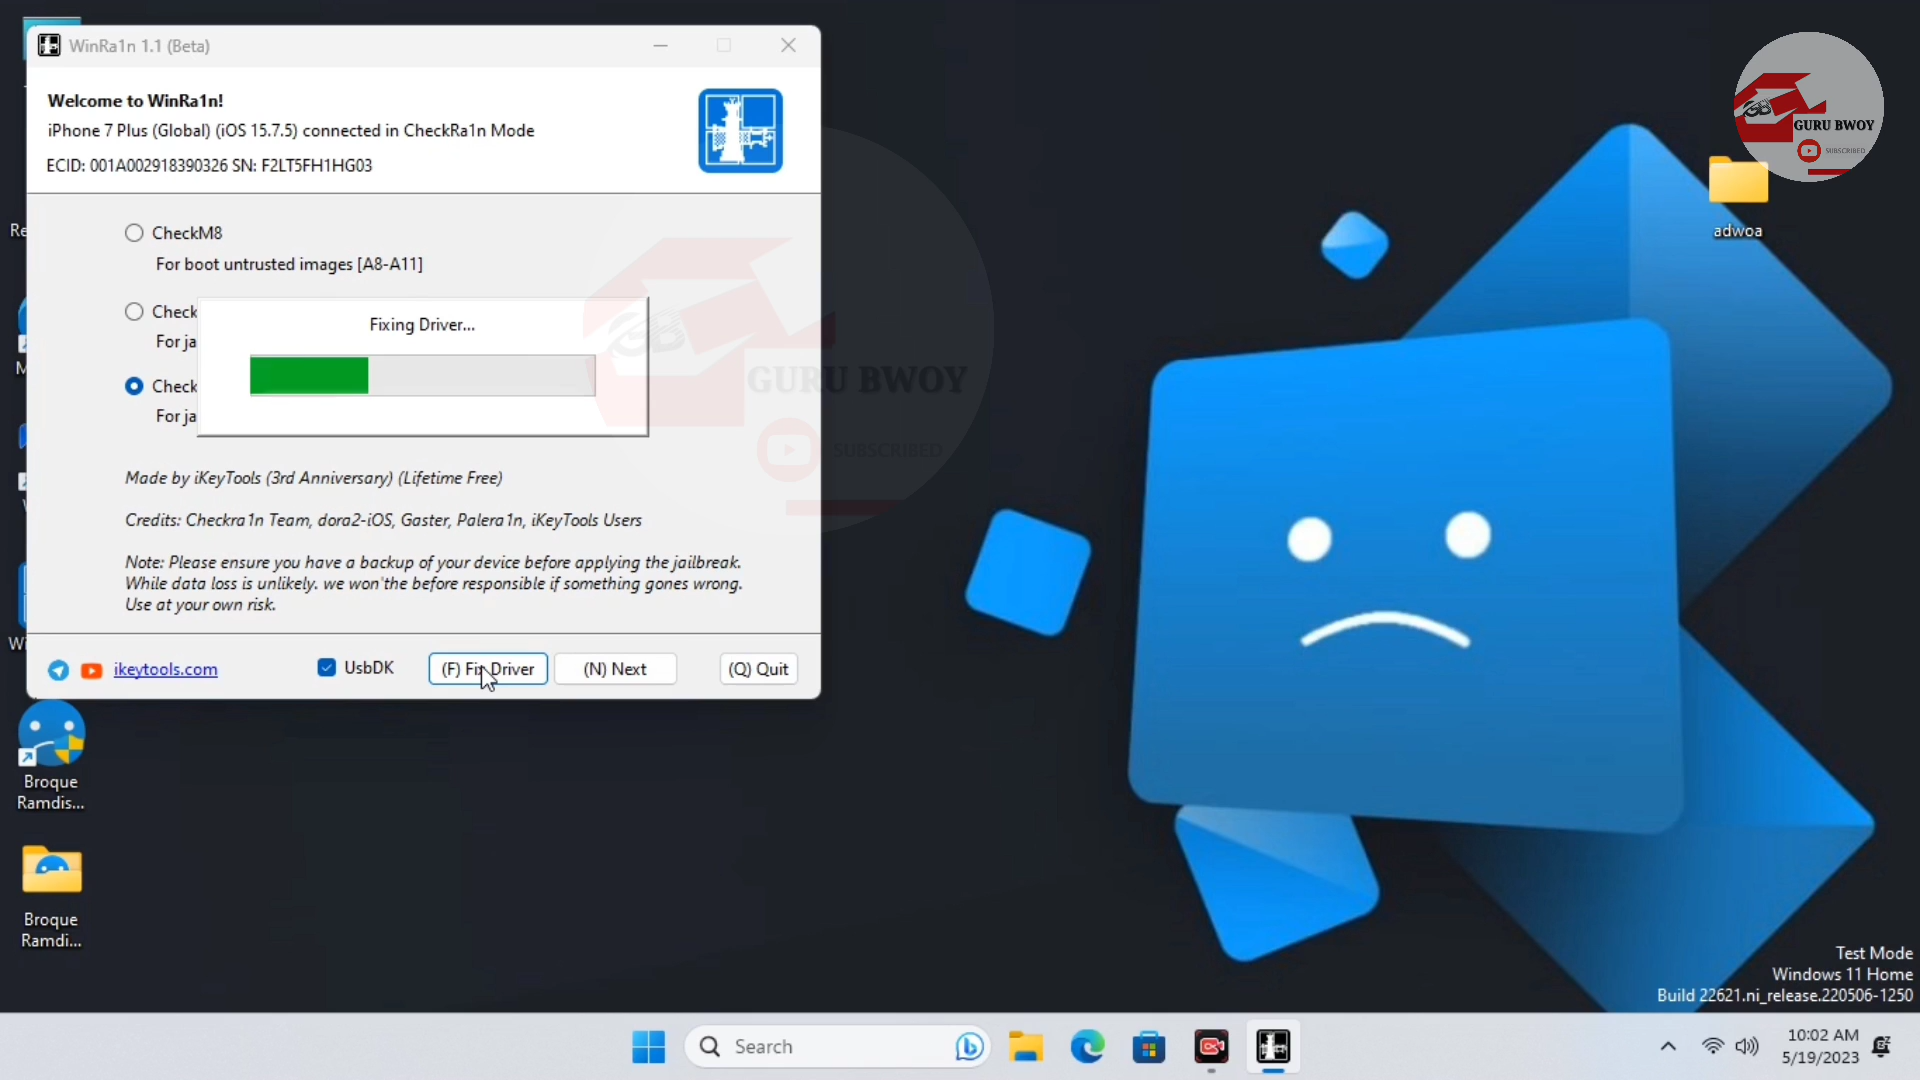 WinRa1n 1.1 (Beta)
Welcome to WinRa1n!
iPhone 7 Plus (Global) (iOS 15.7.5) connected in CheckRa1n Mode
ECID: 001A002918390326 SN: F2LT5FH1HG03
CheckM8
For boot untrusted images [A8-A11]
Check
For ja
Fixing Driver...
Check
For ja
Made by iKeyTools (3rd Anniversary) (Lifetime Free)
Credits: Checkra1n Team, dora2-iOS, Gaster, Palera1n, iKeyTools Users
Note: Please ensure you have a backup of your device before applying the jailbreak.
While data loss is unlikely. we won'the before responsible if something gones wrong.
Use at your own risk.
ikeytools.com
UsbDK
(F) Fix Driver
(N) Next
(Q) Quit
GURU BWOY
SUBSCRIBED
GURU BWOY
SUBSCRIBED
adwoa
Re
Broque
Ramdis...
Broque
Ramdi...
Test Mode
Windows 11 Home
Build 22621.ni_release.220506-1250
Search
10:02 AM
5/19/2023